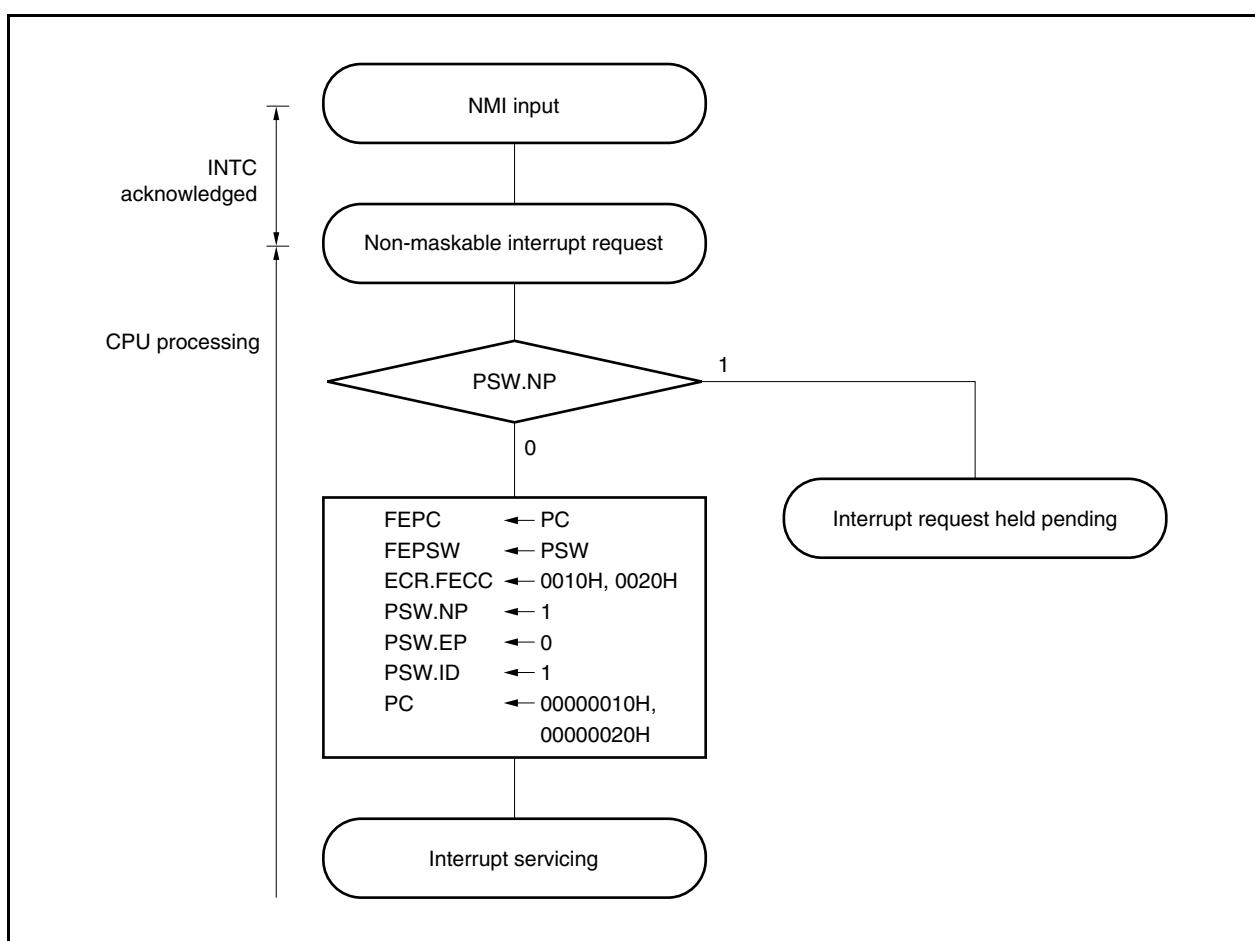 NMI input
INTC
acknowledged
Non-maskable interrupt request
CPU processing
PSW.NP
1
0
FEPC ← PC
FEPSW ← PSW
ECR.FECC ← 0010H, 0020H
PSW.NP ← 1
PSW.EP ← 0
PSW.ID ← 1
PC ← 00000010H,
00000020H
Interrupt request held pending
Interrupt servicing